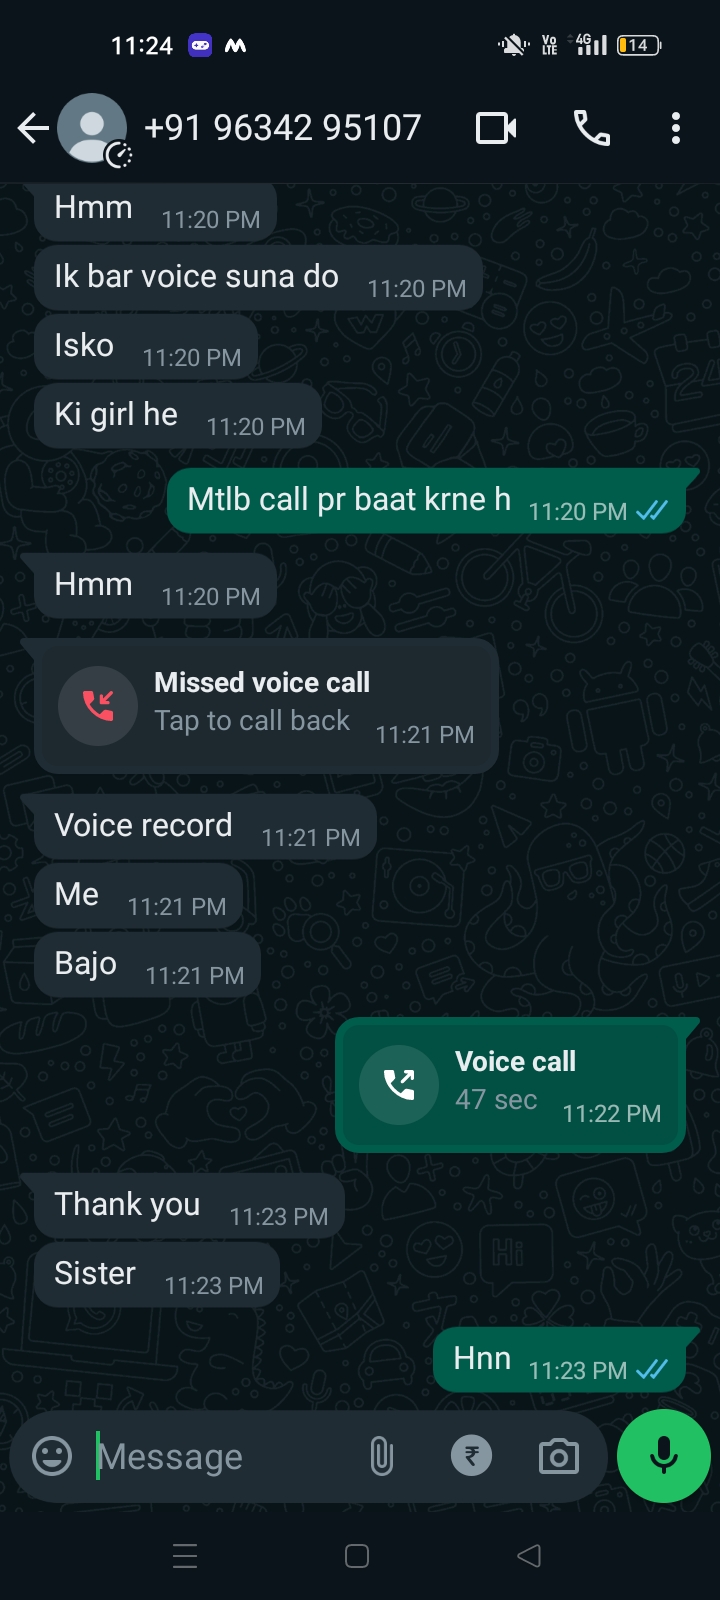 11:24 Vo LTE 4G 14
+91 96342 95107
Hmm 11:20 PM
Ik bar voice suna do 11:20 PM
Isko 11:20 PM
Ki girl he 11:20 PM
Mtlb call pr baat krne h 11:20 PM
Hmm 11:20 PM
Missed voice call
Tap to call back 11:21 PM
Voice record 11:21 PM
Me 11:21 PM
Bajo 11:21 PM
Voice call
47 sec 11:22 PM
Thank you 11:23 PM
Sister 11:23 PM
Hnn 11:23 PM
Message ₹